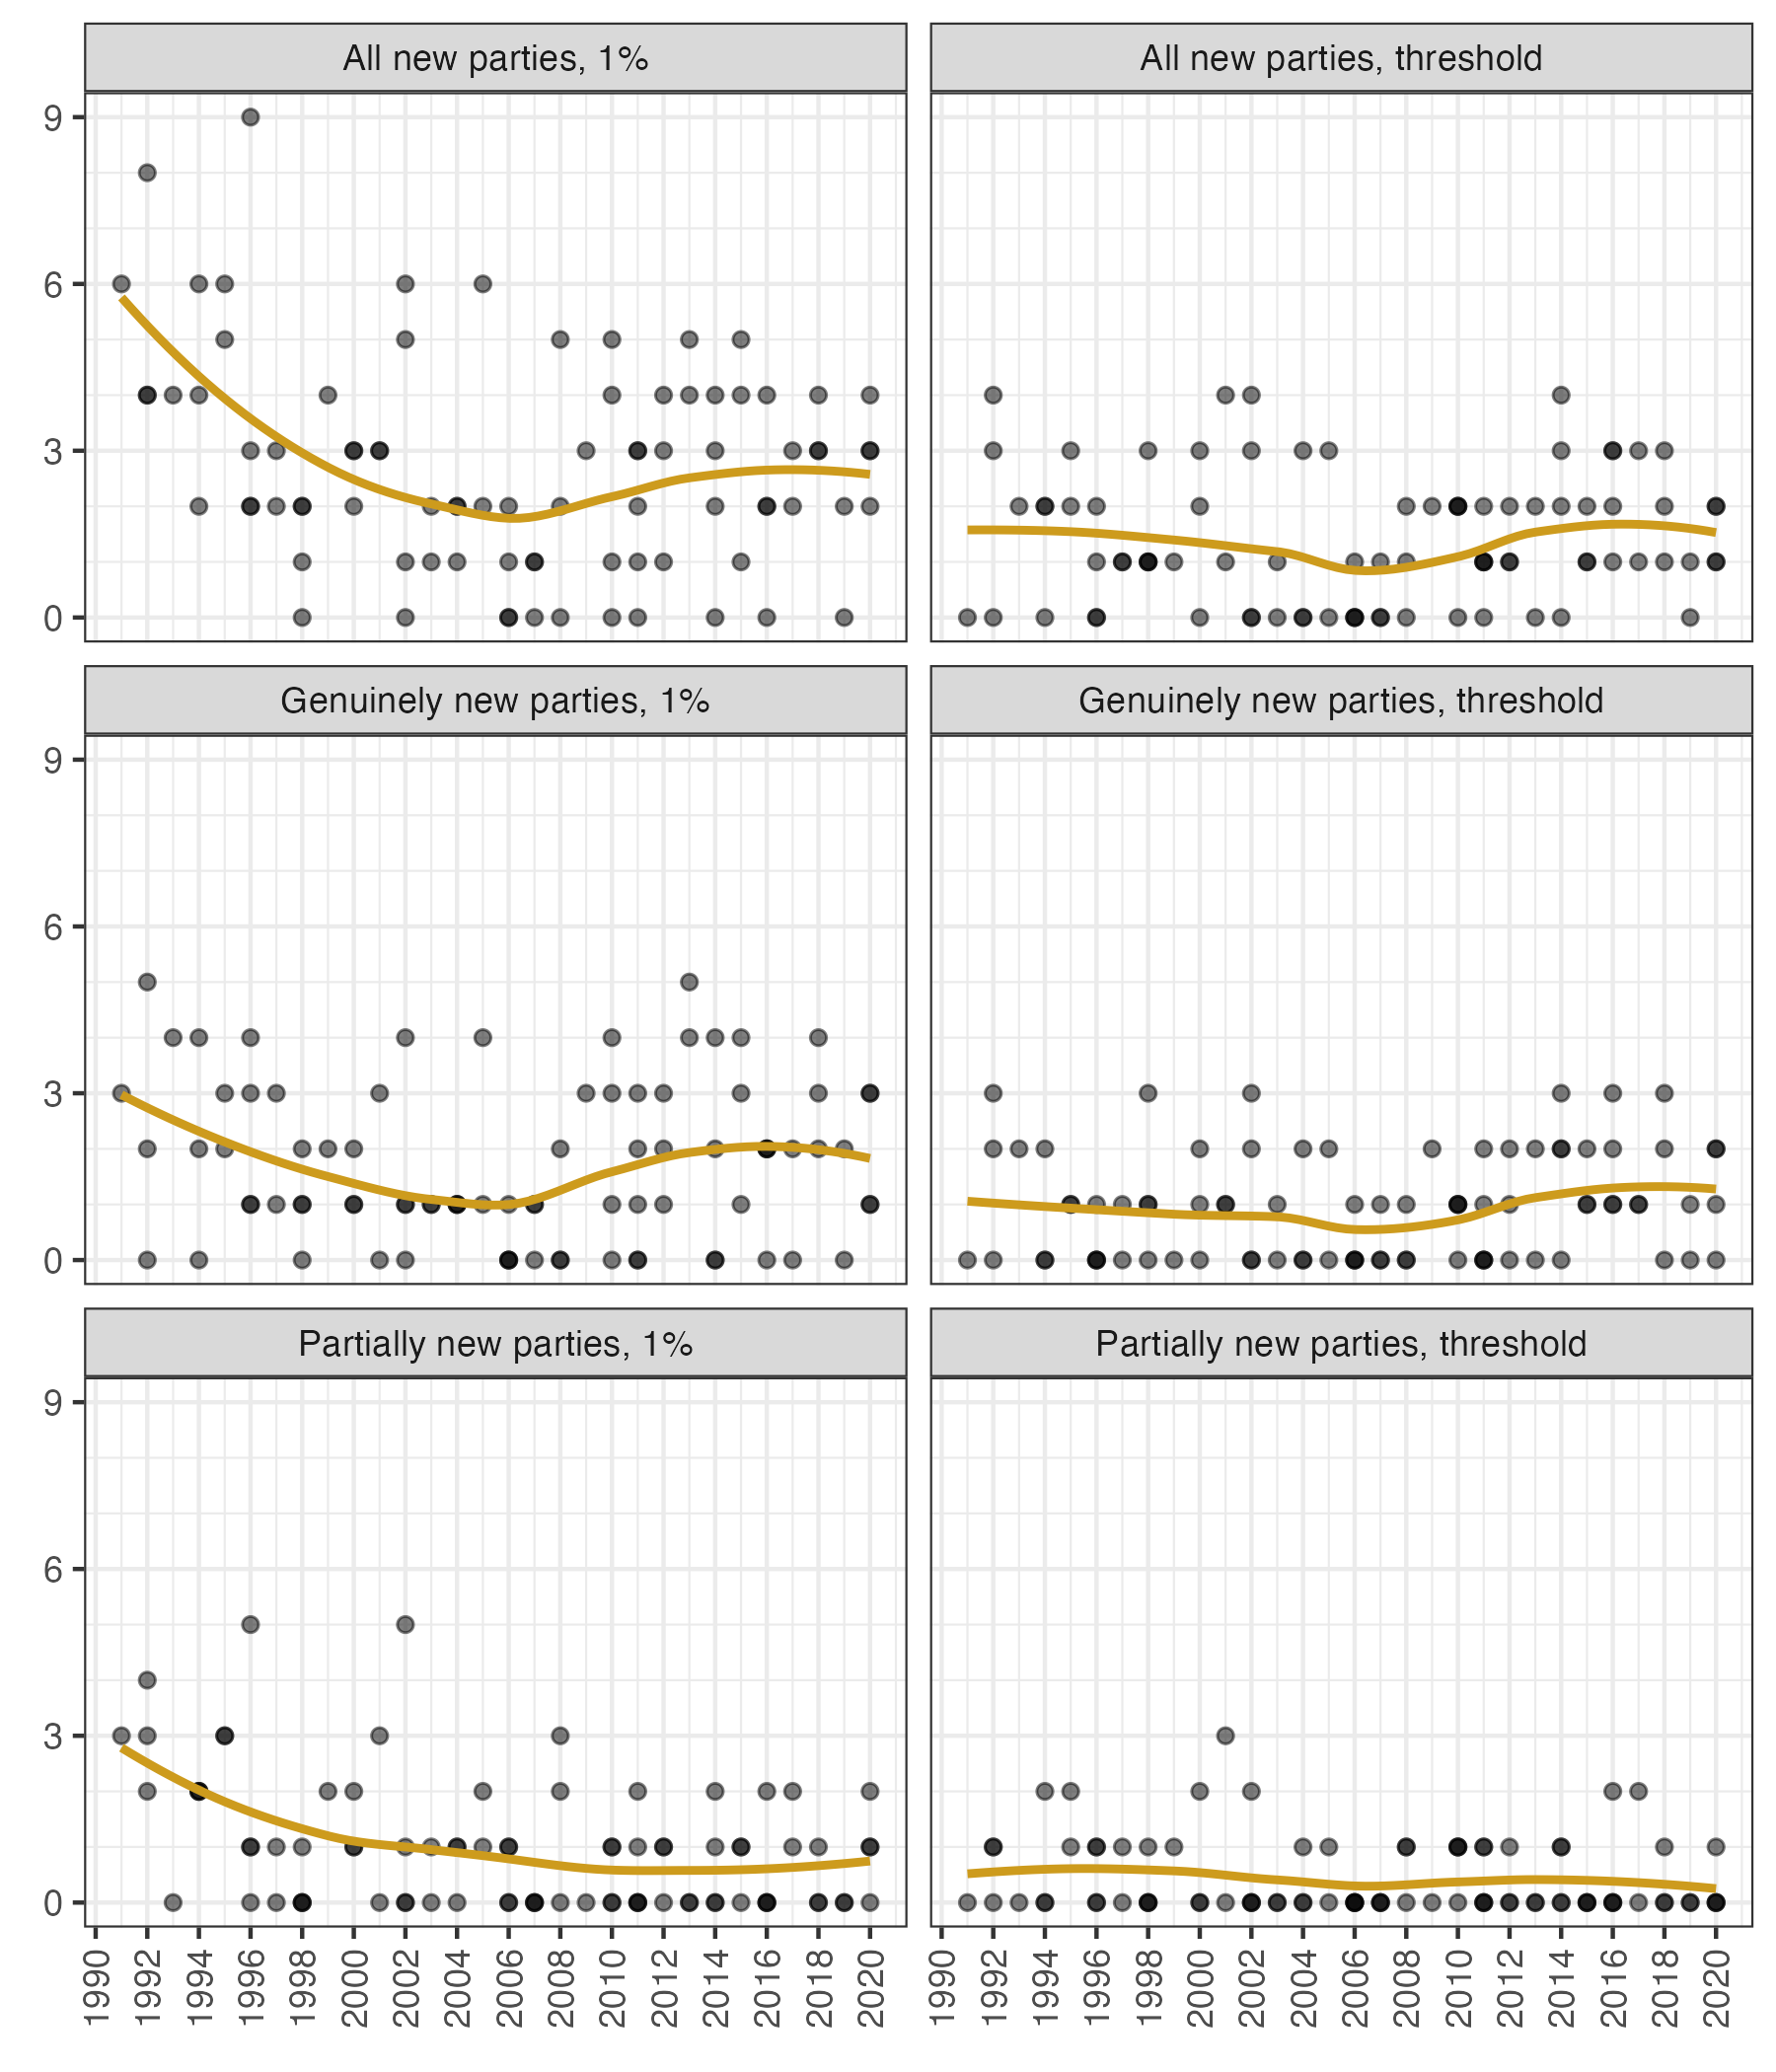 All new parties, 1%
All new parties, threshold
9
6
3
0
Genuinely new parties, 1%
Genuinely new parties, threshold
9
6
3
0
Partially new parties, 1%
Partially new parties, threshold
9
6
3
0
1990 1992 1994 1996 1998 2000 2002 2004 2006 2008 2010 2012 2014 2016 2018 2020
1990 1992 1994 1996 1998 2000 2002 2004 2006 2008 2010 2012 2014 2016 2018 2020